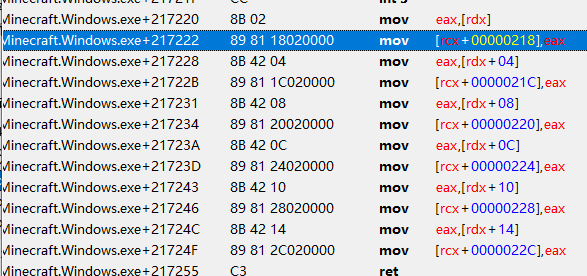 Minecraft.Windows.exe+217220 8B 02 mov eax,[rdx]
Minecraft.Windows.exe+217222 89 81 18020000 mov [rcx+00000218],eax
Minecraft.Windows.exe+217228 8B 42 04 mov eax,[rdx+04]
Minecraft.Windows.exe+21722B 89 81 1C020000 mov [rcx+0000021C],eax
Minecraft.Windows.exe+217231 8B 42 08 mov eax,[rdx+08]
Minecraft.Windows.exe+217234 89 81 20020000 mov [rcx+00000220],eax
Minecraft.Windows.exe+21723A 8B 42 0C mov eax,[rdx+0C]
Minecraft.Windows.exe+21723D 89 81 24020000 mov [rcx+00000224],eax
Minecraft.Windows.exe+217243 8B 42 10 mov eax,[rdx+10]
Minecraft.Windows.exe+217246 89 81 28020000 mov [rcx+00000228],eax
Minecraft.Windows.exe+21724C 8B 42 14 mov eax,[rdx+14]
Minecraft.Windows.exe+21724F 89 81 2C020000 mov [rcx+0000022C],eax
Minecraft.Windows.exe+217255 C3 ret